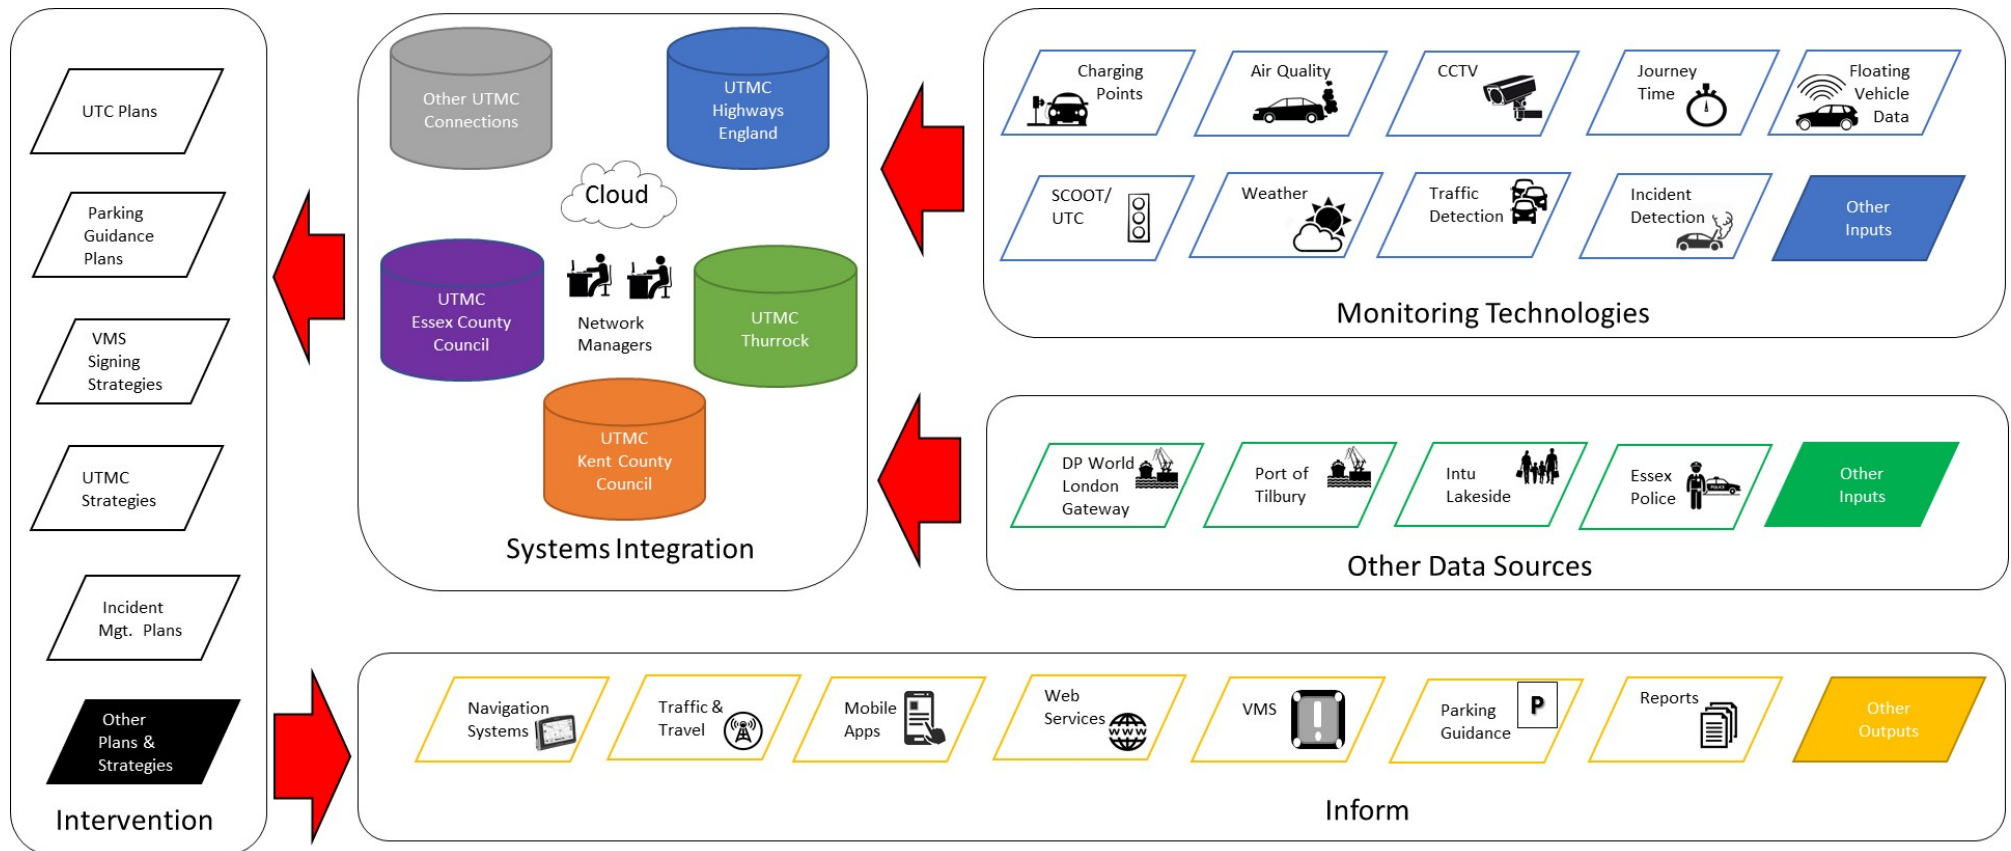 UTC Plans
Parking
Guidance
Plans
VMS
Signing
Strategies
UTMC
Strategies
Incident
Mgt. Plans
Other
Plans &
Strategies
Intervention
Other UTMC
Connections
UTMC
Highways
England
Cloud
UTMC
Essex County
Council
Network
Managers
UTMC
Thurrock
UTMC
Kent County
Council
Systems Integration
Charging
Points
Air Quality
CCTV
Journey
Time
Floating
Vehicle
Data
SCOOT/
UTC
Weather
Traffic
Detection
Incident
Detection
Other
Inputs
Monitoring Technologies
DP World
London
Gateway
Port of
Tilbury
Intu
Lakeside
Essex
Police
POLICE
Other
Inputs
Other Data Sources
Navigation
Systems
Traffic &
Travel
Mobile
Apps
Web
Services
WWW
VMS
!
Parking
Guidance
P
Reports
Other
Outputs
Inform